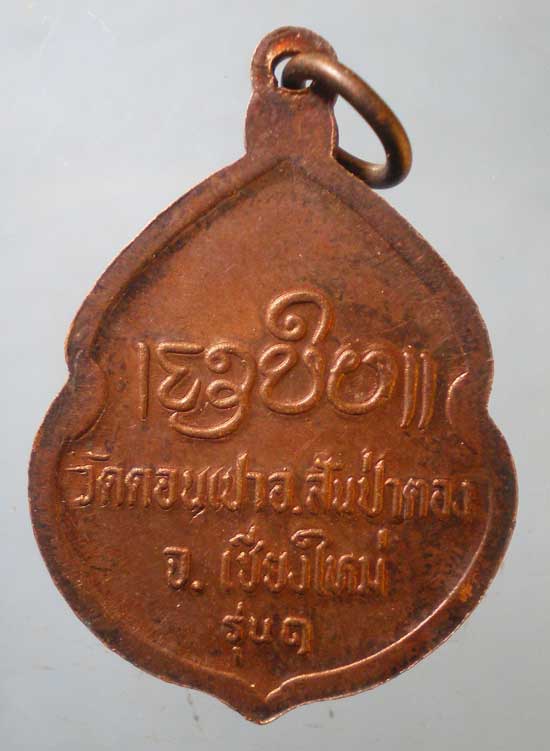 วัดดอนเปาอ.สันป่าตอง
จ. เชียงใหม่
รุ่น๑